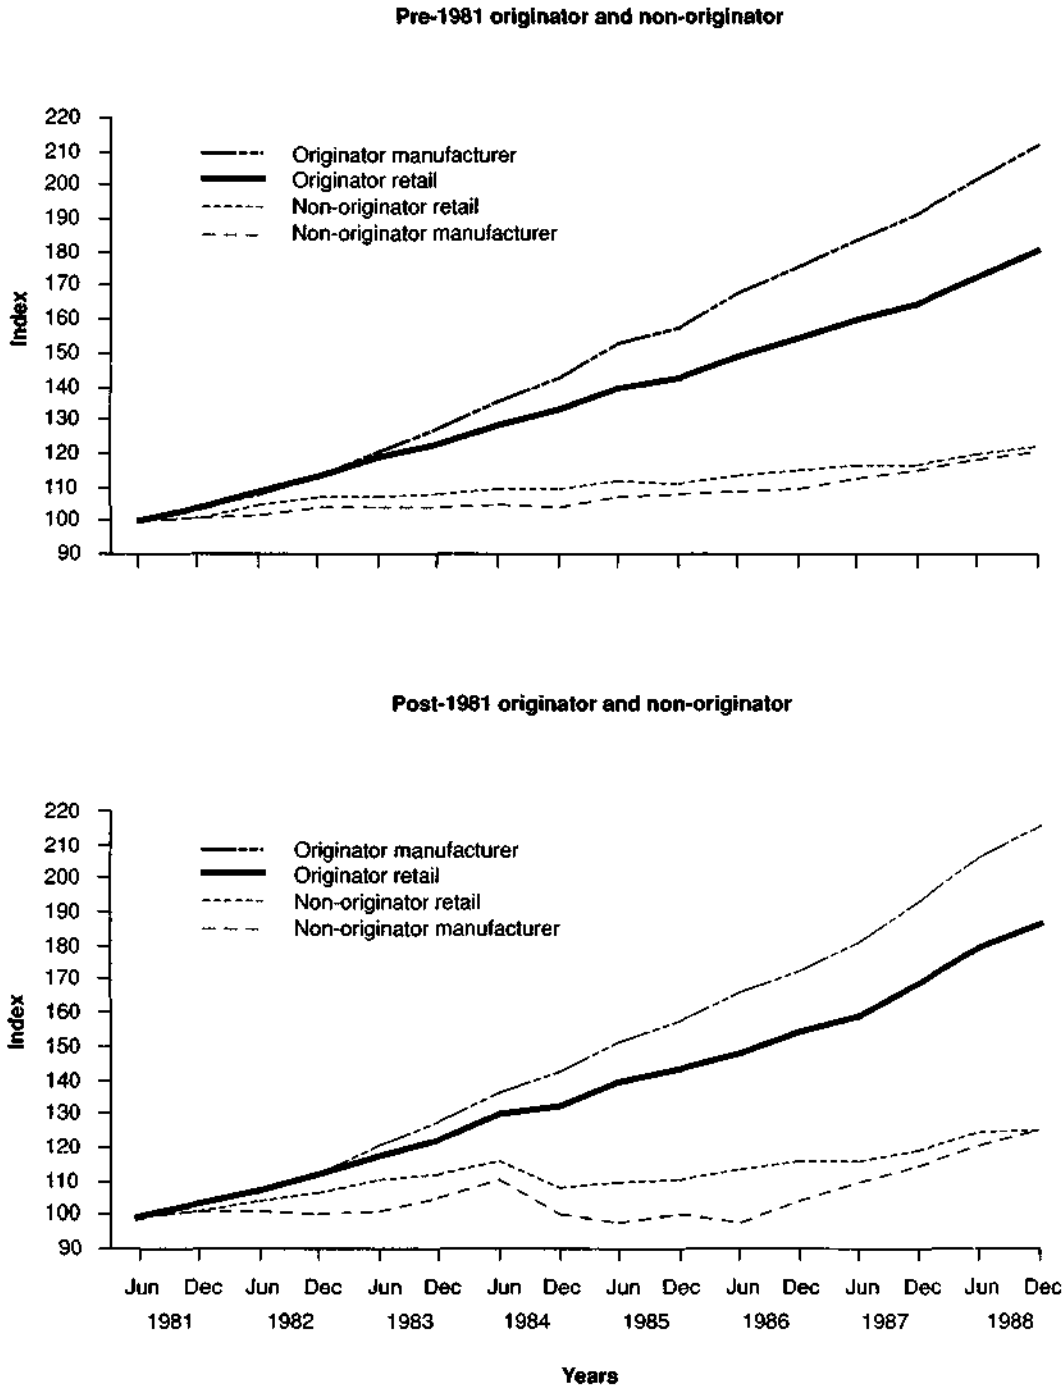 Pre-1981 originator and non-originator
220
210
200
190
180
170
160
150
140
130
120
110
100
90
Index
Originator manufacturer
Originator retail
Non-originator retail
Non-originator manufacturer
Post-1981 originator and non-originator
220
210
200
190
180
170
160
150
140
130
120
110
100
90
Index
Originator manufacturer
Originator retail
Non-originator retail
Non-originator manufacturer
Jun Dec Jun Dec Jun Dec Jun Dec Jun Dec Jun Dec Jun Dec Jun Dec
1981 1982 1983 1984 1985 1986 1987 1988
Years